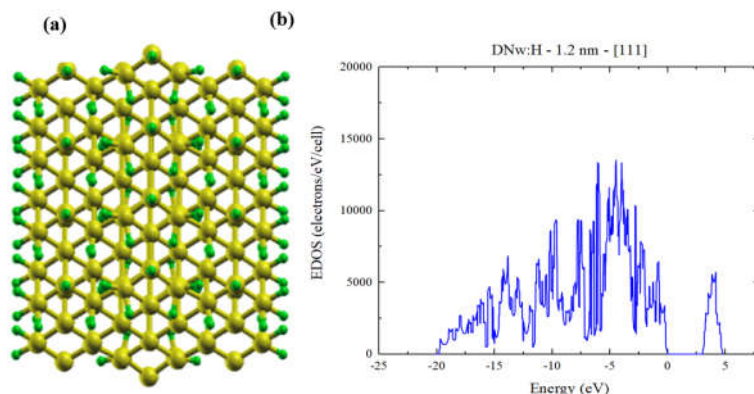 (a)
(b)
DNw:H - 1.2 nm - [111]
EDOS (electrons/eV/cell)
20000
15000
10000
5000
0
-25 -20 -15 -10 -5 0 5
Energy (eV)